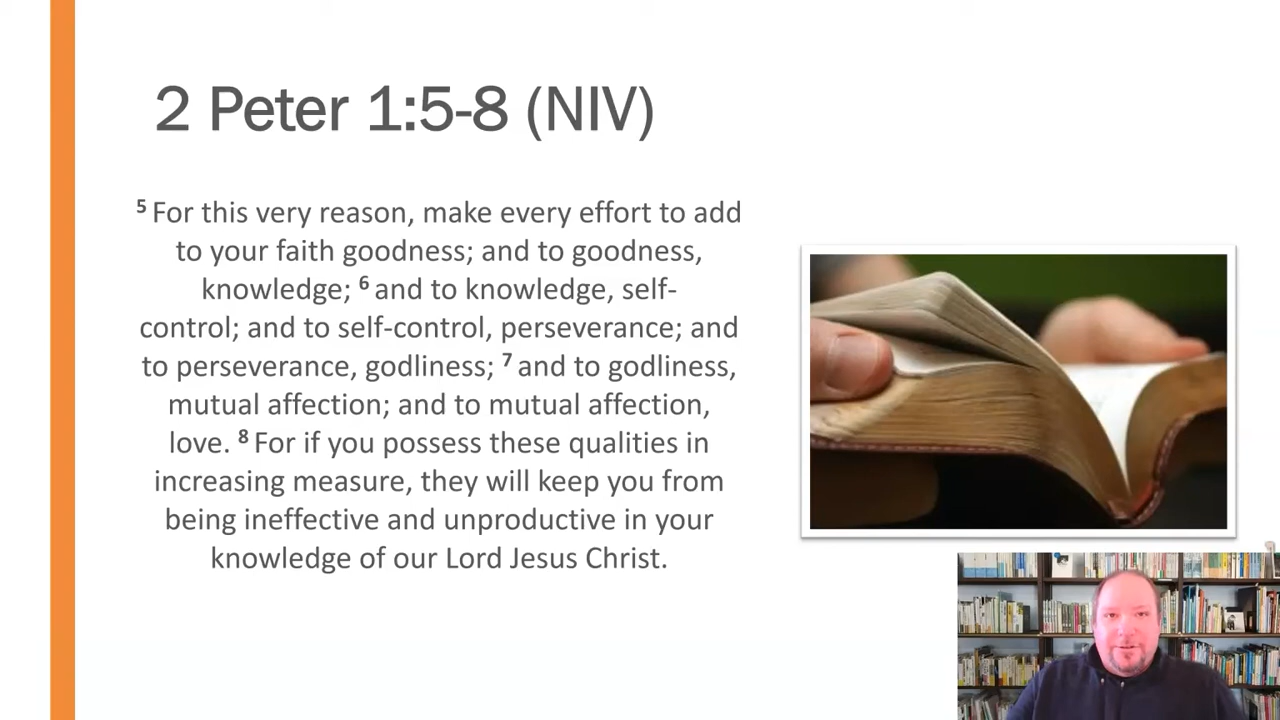 2 Peter 1:5-8 (NIV)
5 For this very reason, make every effort to add
to your faith goodness; and to goodness,
knowledge; 6 and to knowledge, self-
control; and to self-control, perseverance; and
to perseverance, godliness; 7 and to godliness,
mutual affection; and to mutual affection,
love. 8 For if you possess these qualities in
increasing measure, they will keep you from
being ineffective and unproductive in your
knowledge of our Lord Jesus Christ.